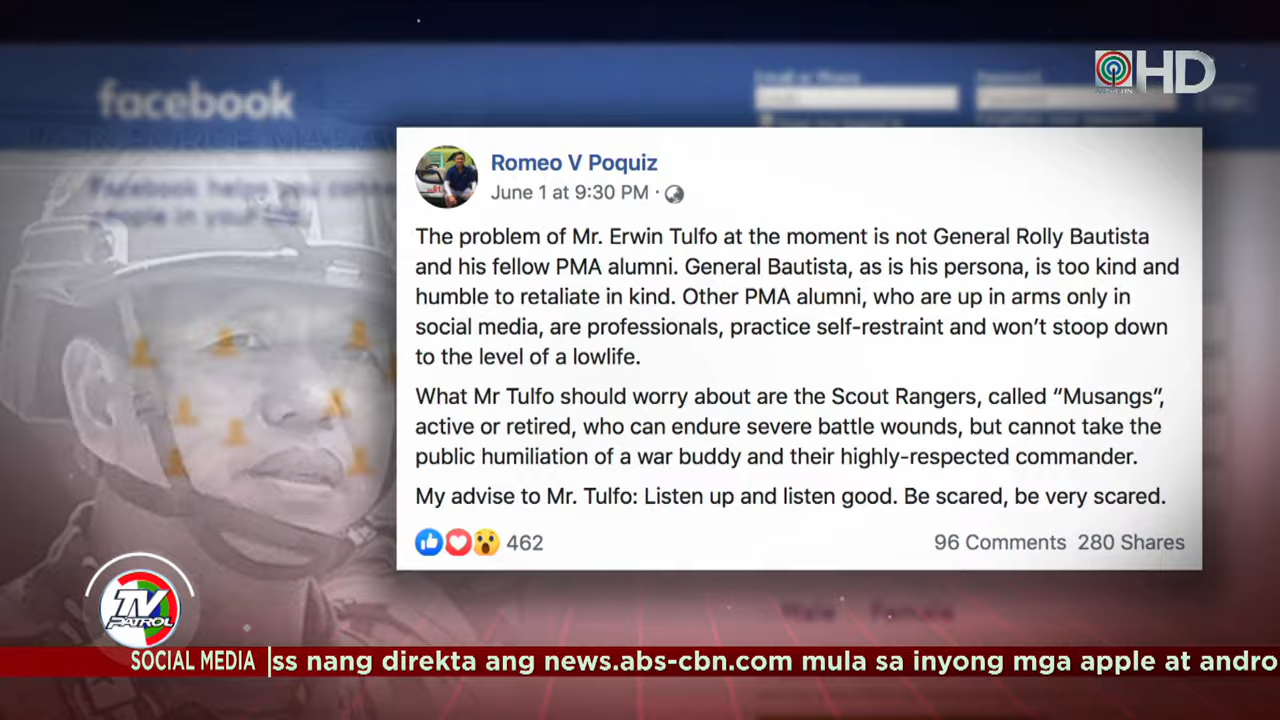 facebook
HD
Romeo V Poquiz
June 1 at 9:30 PM ·
The problem of Mr. Erwin Tulfo at the moment is not General Rolly Bautista
and his fellow PMA alumni. General Bautista, as is his persona, is too kind and
humble to retaliate in kind. Other PMA alumni, who are up in arms only in
social media, are professionals, practice self-restraint and won't stoop down
to the level of a lowlife.
What Mr Tulfo should worry about are the Scout Rangers, called “Musangs”,
active or retired, who can endure severe battle wounds, but cannot take the
public humiliation of a war buddy and their highly-respected commander.
My advise to Mr. Tulfo: Listen up and listen good. Be scared, be very scared.
462
96 Comments 280 Shares
TV
PATROL
SOCIAL MEDIA ss nang direkta ang news.abs-cbn.com mula sa inyong mga apple at andro